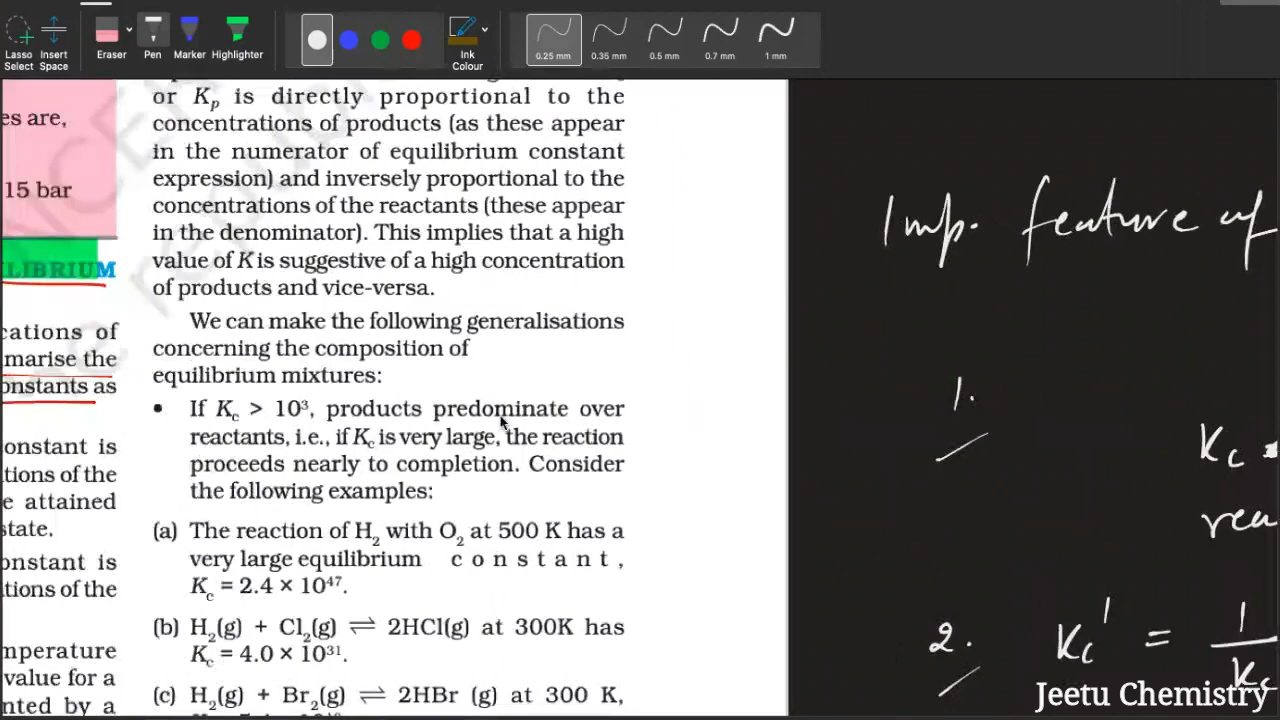 Lasso Select
Insert Space
Eraser
Pen
Marker
Highlighter
Ink Colour
0.25 mm
0.35 mm
0.5 mm
0.7 mm
1 mm
es are,
15 bar
LIBRIUM
cations of
marise the
onstants as
onstant is
tions of the
e attained
state.
onstant is
tions of the
mperature
value for a
nted by a
or Kp is directly proportional to the
concentrations of products (as these appear
in the numerator of equilibrium constant
expression) and inversely proportional to the
concentrations of the reactants (these appear
in the denominator). This implies that a high
value of K is suggestive of a high concentration
of products and vice-versa.
We can make the following generalisations
concerning the composition of
equilibrium mixtures:
• If Kc > 10³, products predominate over
reactants, i.e., if Kc is very large, the reaction
proceeds nearly to completion. Consider
the following examples:
(a) The reaction of H₂ with O₂ at 500 K has a
very large equilibrium constant,
Kc = 2.4 × 10⁴⁷.
(b) H₂(g) + Cl₂(g) ⇌ 2HCl(g) at 300K has
Kc = 4.0 × 10³¹.
(c) H₂(g) + Br₂(g) ⇌ 2HBr (g) at 300 K,
Imp. feature of
1.
Kc
rea
2. Kc' = 1/Kc
Jeetu Chemistry